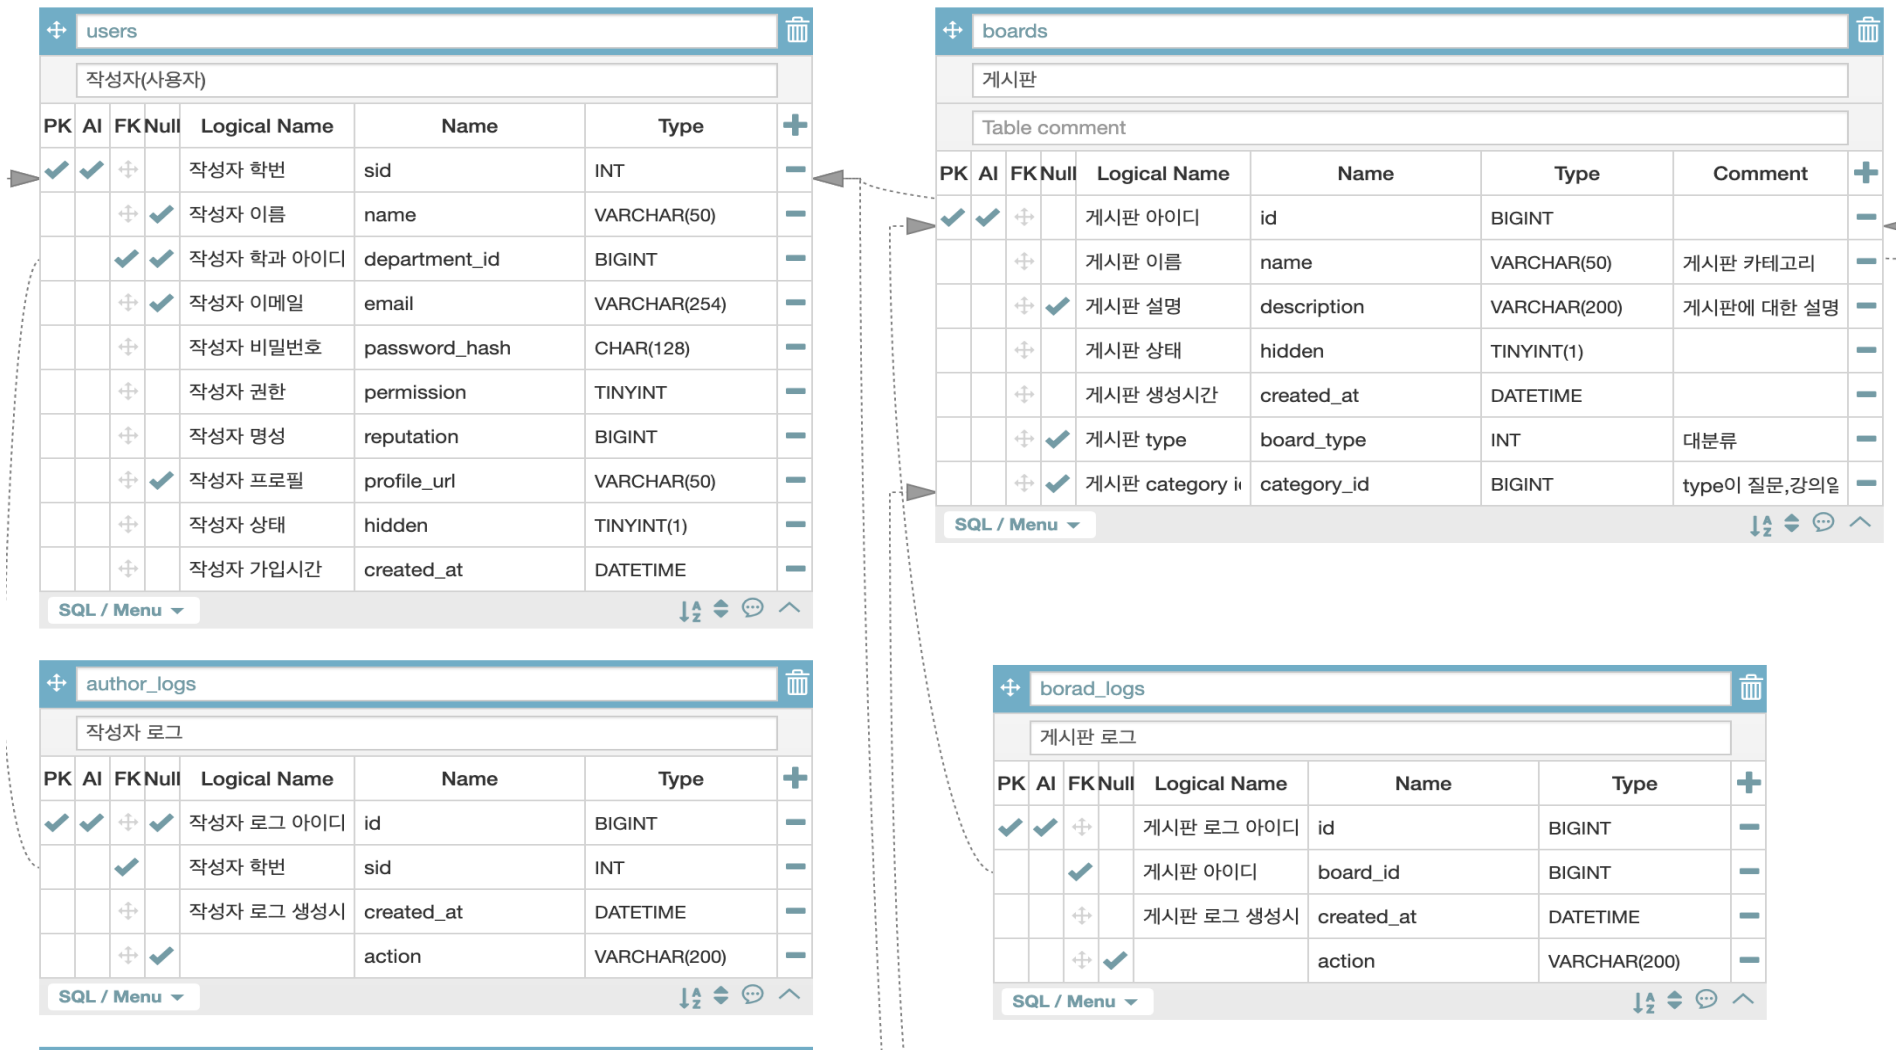 users
작성자(사용자)
PK AI FK Null Logical Name Name Type
작성자 학번 sid INT
작성자 이름 name VARCHAR(50)
작성자 학과 아이디 department_id BIGINT
작성자 이메일 email VARCHAR(254)
작성자 비밀번호 password_hash CHAR(128)
작성자 권한 permission TINYINT
작성자 명성 reputation BIGINT
작성자 프로필 profile_url VARCHAR(50)
작성자 상태 hidden TINYINT(1)
작성자 가입시간 created_at DATETIME
SQL / Menu
boards
게시판
Table comment
PK AI FK Null Logical Name Name Type Comment
게시판 아이디 id BIGINT
게시판 이름 name VARCHAR(50) 게시판 카테고리
게시판 설명 description VARCHAR(200) 게시판에 대한 설명
게시판 상태 hidden TINYINT(1)
게시판 생성시간 created_at DATETIME
게시판 type board_type INT 대분류
게시판 category category_id BIGINT type이 질문,강의일
SQL / Menu
author_logs
작성자 로그
PK AI FK Null Logical Name Name Type
작성자 로그 아이디 id BIGINT
작성자 학번 sid INT
작성자 로그 생성시 created_at DATETIME
action VARCHAR(200)
SQL / Menu
borad_logs
게시판 로그
PK AI FK Null Logical Name Name Type
게시판 로그 아이디 id BIGINT
게시판 아이디 board_id BIGINT
게시판 로그 생성시 created_at DATETIME
action VARCHAR(200)
SQL / Menu